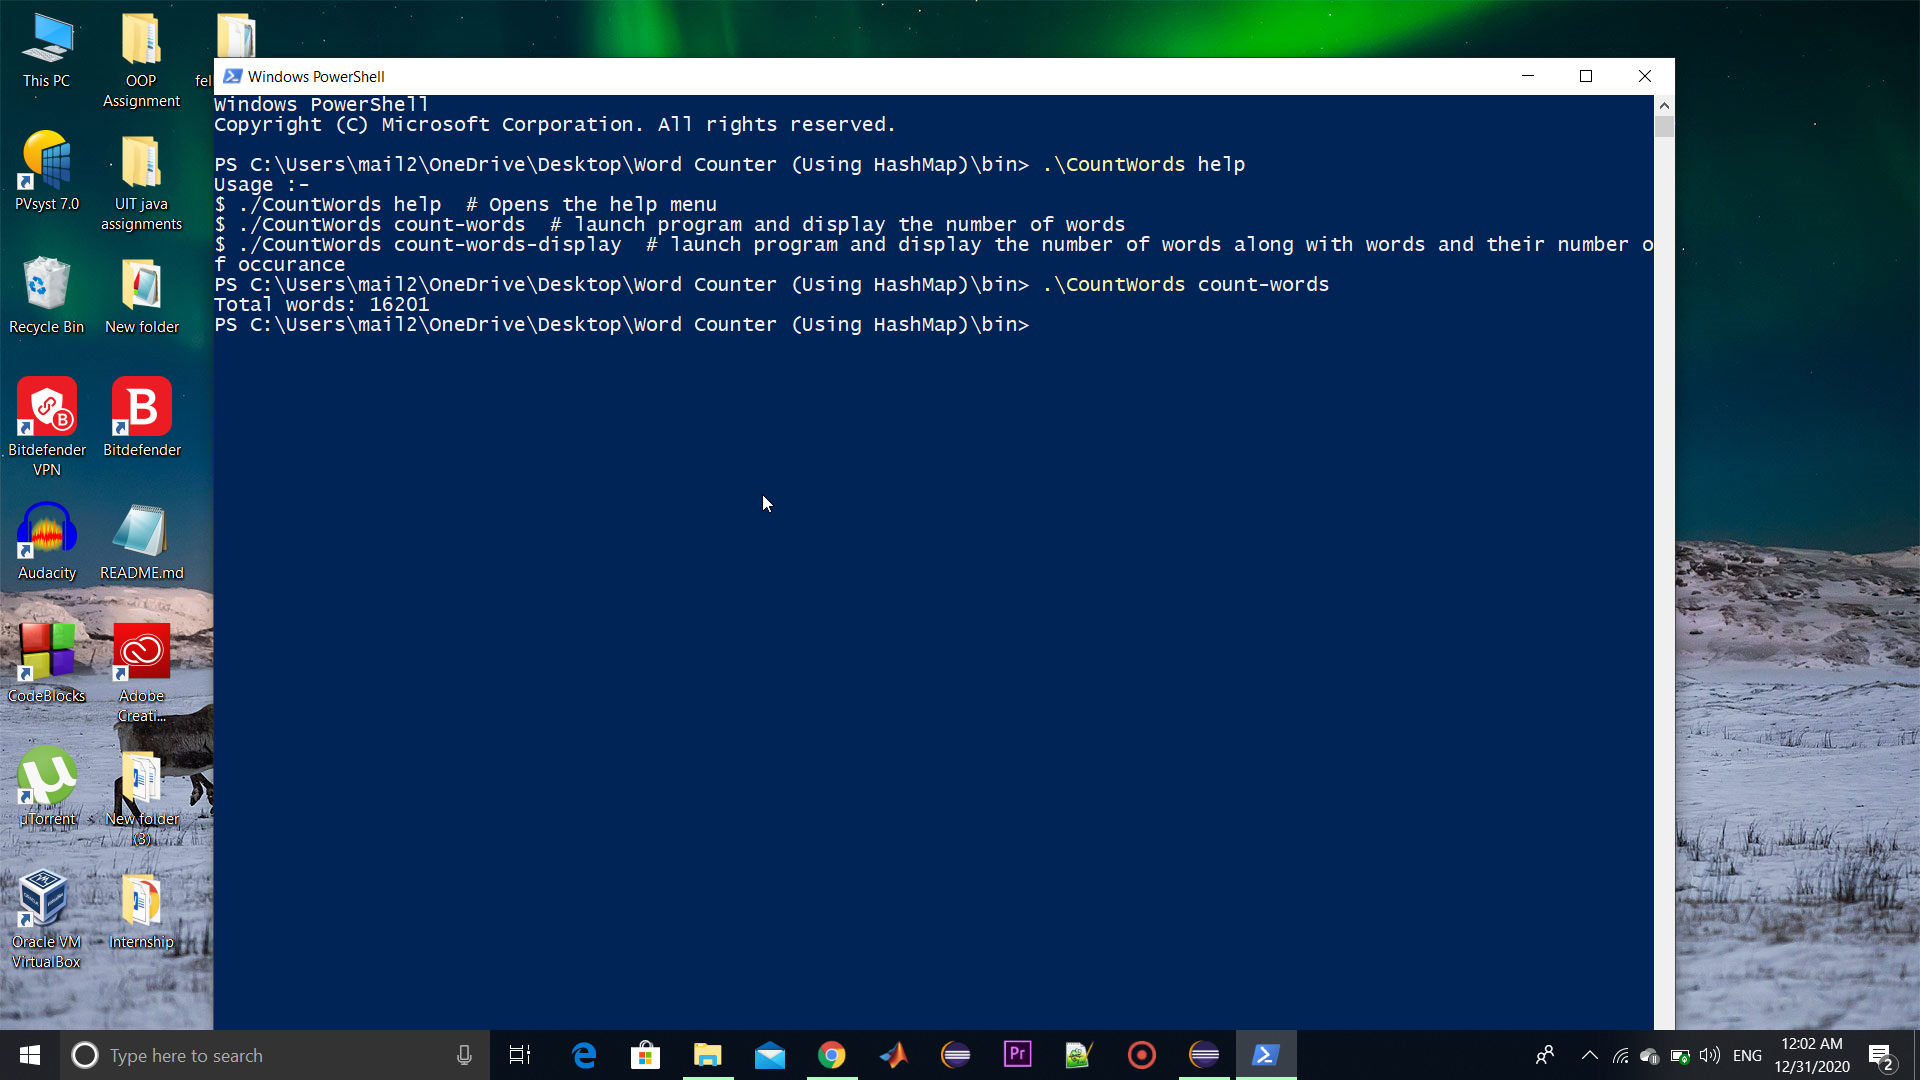 This PC
OOP
Assignment
fel
PVsyst 7.0
UIT java
assignments
Recycle Bin
New folder
Bitdefender
VPN
Bitdefender
Audacity
README.md
CodeBlocks
Adobe
Creati...
µTorrent
New folder
(3)
Oracle VM
VirtualBox
Internship
Windows PowerShell
Windows PowerShell
Copyright (C) Microsoft Corporation. All rights reserved.
PS C:\Users\mail2\OneDrive\Desktop\Word Counter (Using HashMap)\bin> .\CountWords help
Usage :-
$ ./CountWords help  # Opens the help menu
$ ./CountWords count-words  # launch program and display the number of words
$ ./CountWords count-words-display  # launch program and display the number of words along with words and their number o
f occurance
PS C:\Users\mail2\OneDrive\Desktop\Word Counter (Using HashMap)\bin> .\CountWords count-words
Total words: 16201
PS C:\Users\mail2\OneDrive\Desktop\Word Counter (Using HashMap)\bin>
Type here to search
Pr
ENG
12:02 AM
12/31/2020
2